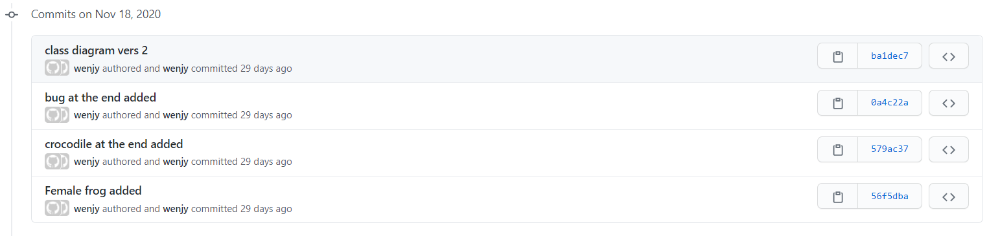 Commits on Nov 18, 2020
class diagram vers 2
wenjy authored and wenjy committed 29 days ago
ba1dec7
bug at the end added
wenjy authored and wenjy committed 29 days ago
0a4c22a
crocodile at the end added
wenjy authored and wenjy committed 29 days ago
579ac37
Female frog added
wenjy authored and wenjy committed 29 days ago
56f5dba